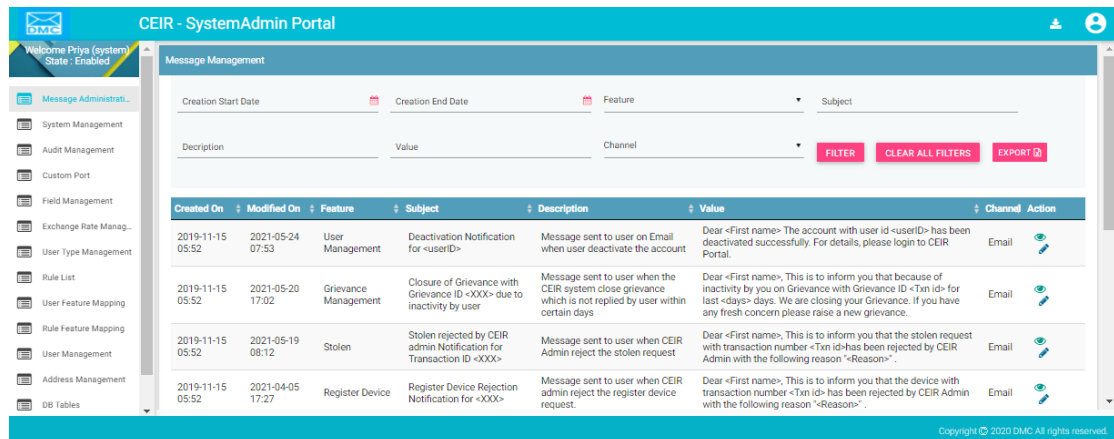 DMC
CEIR - SystemAdmin Portal
Welcome Priya (system)
State : Enabled
Message Administrati...
System Management
Audit Management
Custom Port
Field Management
Exchange Rate Manag...
User Type Management
Rule List
User Feature Mapping
Rule Feature Mapping
User Management
Address Management
DB Tables
Message Management
Creation Start Date
Creation End Date
Feature
Subject
Decription
Value
Channel
FILTER
CLEAR ALL FILTERS
EXPORT
Created On
Modified On
Feature
Subject
Description
Value
Channel
Action
2019-11-15
05:52
2021-05-24
07:53
User
Management
Deactivation Notification
for <userID>
Message sent to user on Email
when user deactivate the account
Dear <First name> The account with user id <userID> has been
deactivated successfully. For details, please login to CEIR
Portal.
Email
2019-11-15
05:52
2021-05-20
17:02
Grievance
Management
Closure of Grievance with
Grievance ID <XXX> due to
inactivity by user
Message sent to user when the
CEIR system close grievance
which is not replied by user within
certain days
Dear <First name>, This is to inform you that because of
inactivity by you on Grievance with Grievance ID <Txn id> for
last <days> days. We are closing your Grievance. If you have
any fresh concern please raise a new grievance.
Email
2019-11-15
05:52
2021-05-19
08:12
Stolen
Stolen rejected by CEIR
admin Notification for
Transaction ID <XXX>
Message sent to user when CEIR
Admin reject the stolen request
Dear <First name>, This is to inform you that the stolen request
with transaction number <Txn id>has been rejected by CEIR
Admin with the following reason "<Reason>" .
Email
2019-11-15
05:52
2021-04-05
17:27
Register Device
Register Device Rejection
Notification for <XXX>
Message sent to user when CEIR
admin reject the register device
request.
Dear <First name>, This is to inform you that the device with
transaction number <Txn id> has been rejected by CEIR Admin
with the following reason "<Reason>" .
Email
Copyright © 2020 DMC All rights reserved.